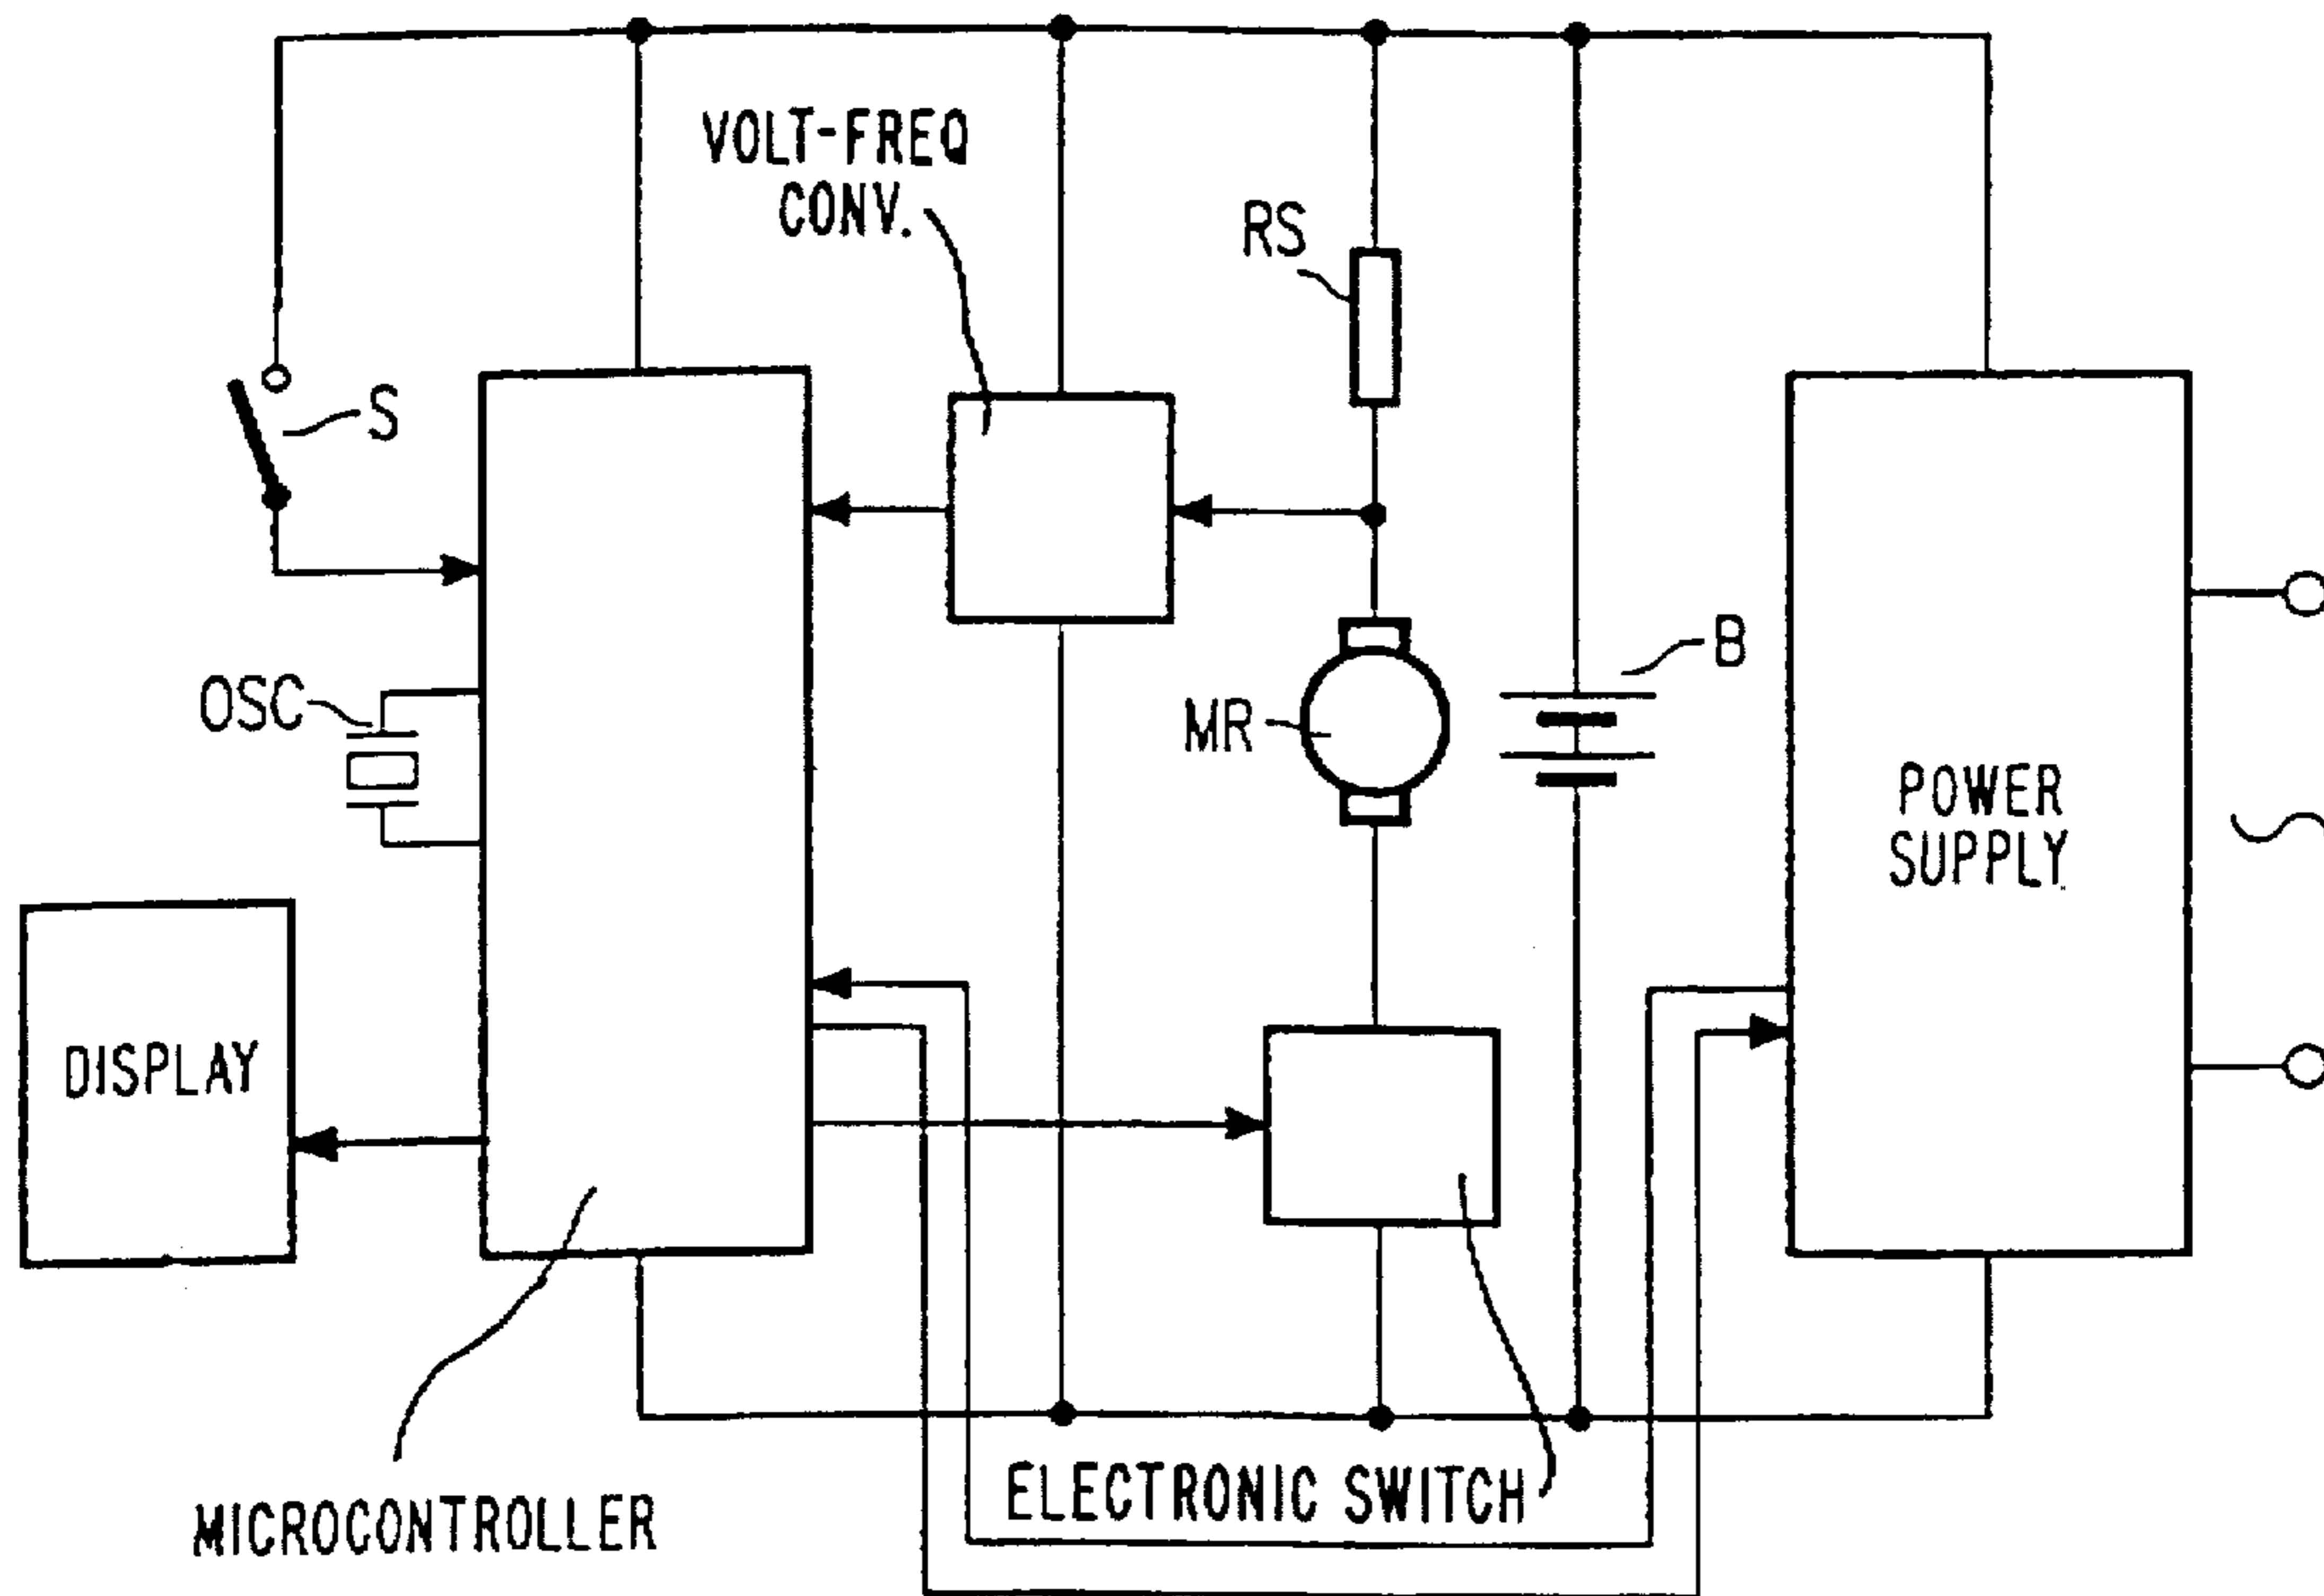 VOLT-FREQ
CONV.
RS
S
OSC
MR
B
POWER
SUPPLY
DISPLAY
ELECTRONIC SWITCH
MICROCONTROLLER